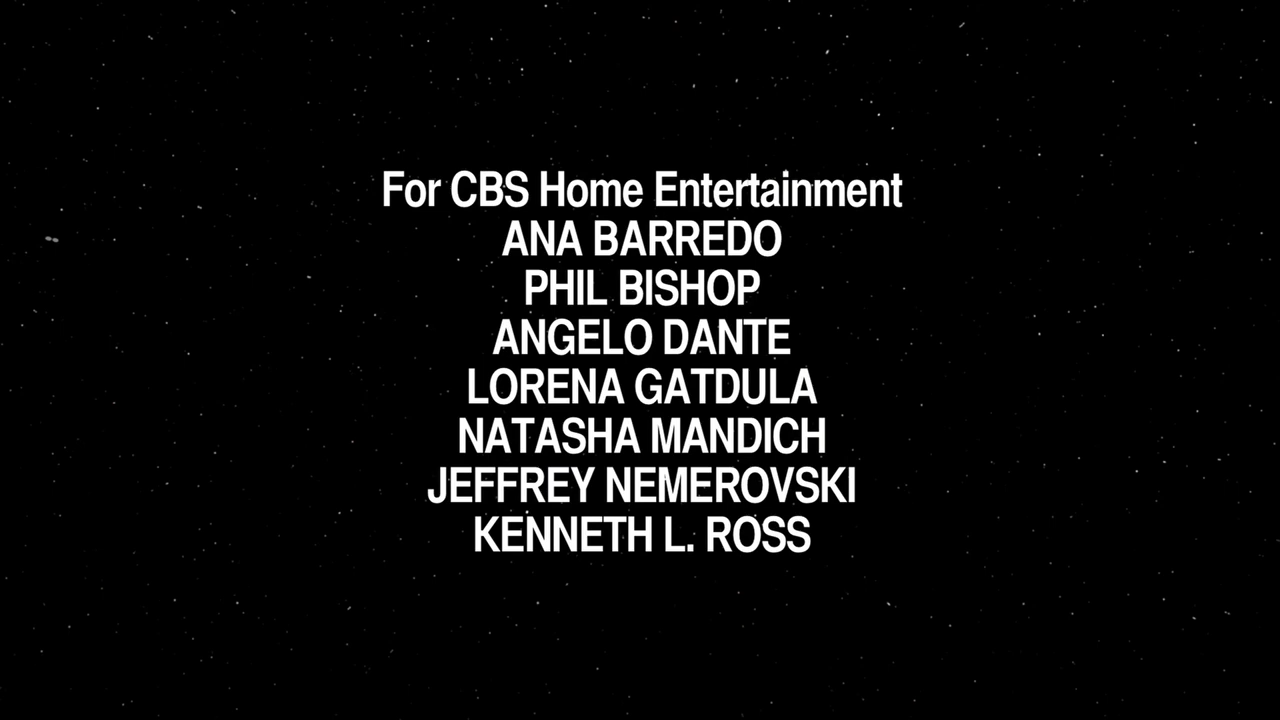 For CBS Home Entertainment
ANA BARREDO
PHIL BISHOP
ANGELO DANTE
LORENA GATDULA
NATASHA MANDICH
JEFFREY NEMEROVSKI
KENNETH L. ROSS